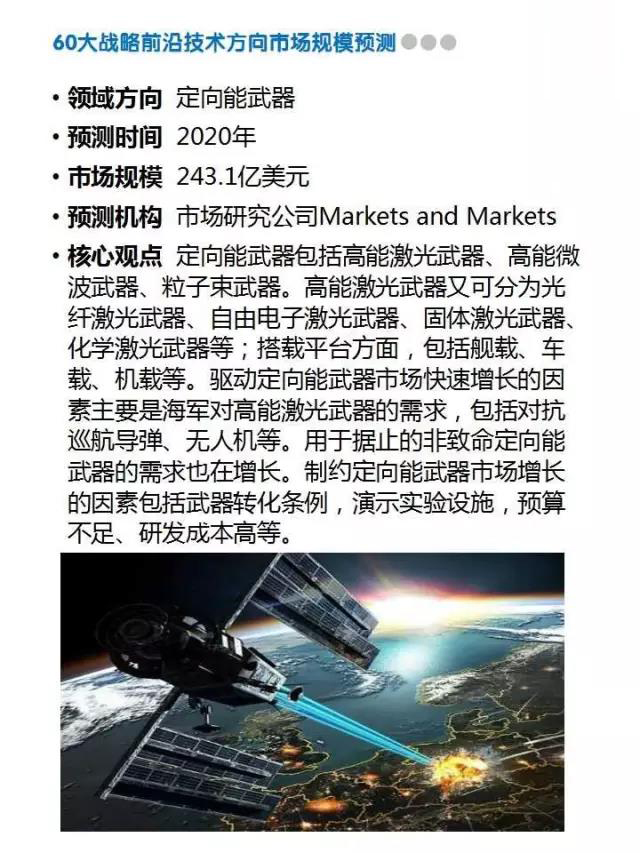 60大战略前沿技术方向市场规模预测
• 领域方向 定向能武器
• 预测时间 2020年
• 市场规模 243.1亿美元
• 预测机构 市场研究公司Markets and Markets
• 核心观点 定向能武器包括高能激光武器、高能微
波武器、粒子束武器。高能激光武器又可分为光
纤激光武器、自由电子激光武器、固体激光武器、
化学激光武器等；搭载平台方面，包括舰载、车
载、机载等。驱动定向能武器市场快速增长的因
素主要是海军对高能激光武器的需求，包括对抗
巡航导弹、无人机等。用于据止的非致命定向能
武器的需求也在增长。制约定向能武器市场增长
的因素包括武器转化条例，演示实验设施，预算
不足、研发成本高等。